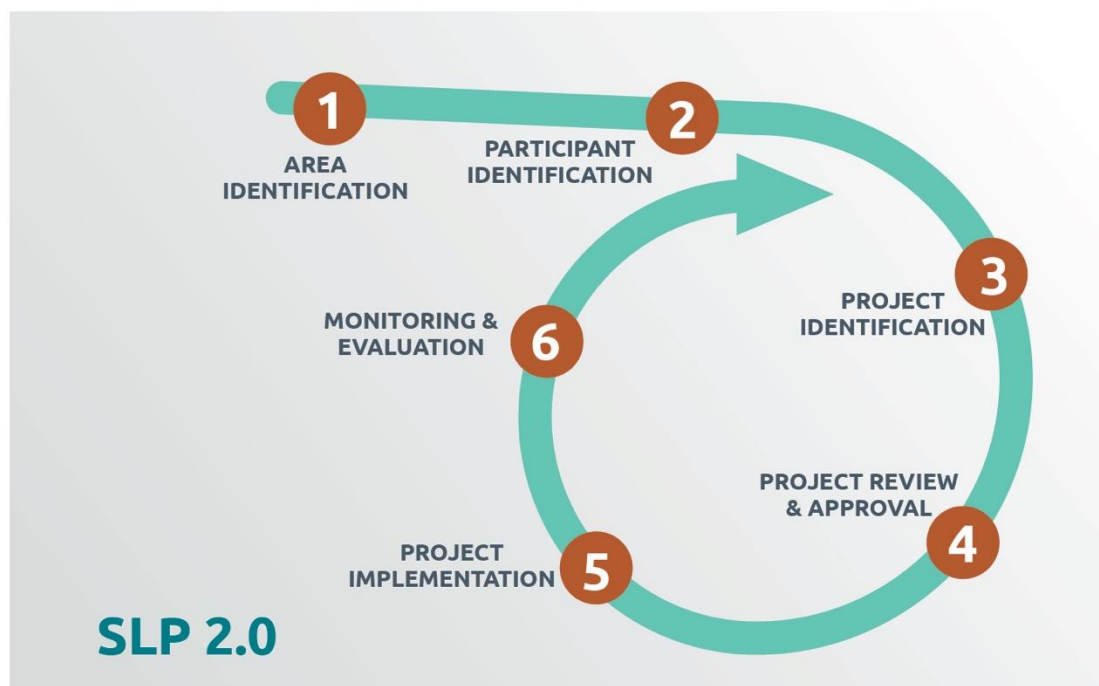 1
AREA
IDENTIFICATION
2
PARTICIPANT
IDENTIFICATION
3
PROJECT
IDENTIFICATION
4
PROJECT REVIEW
& APPROVAL
5
PROJECT
IMPLEMENTATION
6
MONITORING &
EVALUATION
SLP 2.0